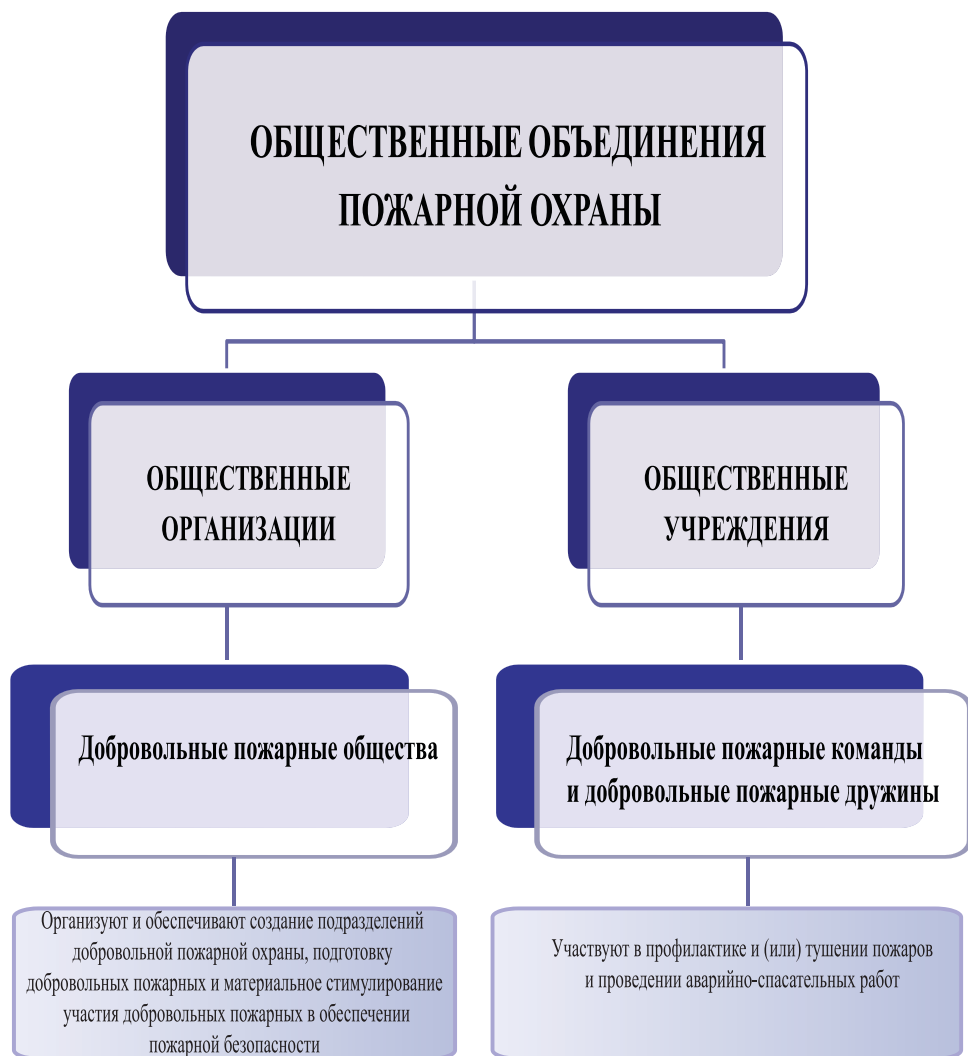 ОБЩЕСТВЕННЫЕ ОБЪЕДИНЕНИЯ
ПОЖАРНОЙ ОХРАНЫ
ОБЩЕСТВЕННЫЕ
ОРГАНИЗАЦИИ
ОБЩЕСТВЕННЫЕ
УЧРЕЖДЕНИЯ
Добровольные пожарные общества
Добровольные пожарные команды
и добровольные пожарные дружины
Организуют и обеспечивают создание подразделений
добровольной пожарной охраны, подготовку
добровольных пожарных и материальное стимулирование
участия добровольных пожарных в обеспечении
пожарной безопасности
Участвуют в профилактике и (или) тушении пожаров
и проведении аварийно-спасательных работ